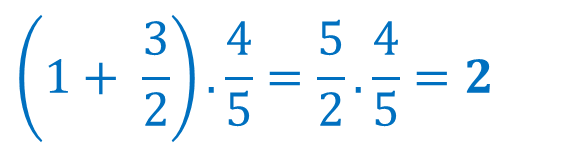 (1 + 3/2) . 4/5 = 5/2 . 4/5 = 2